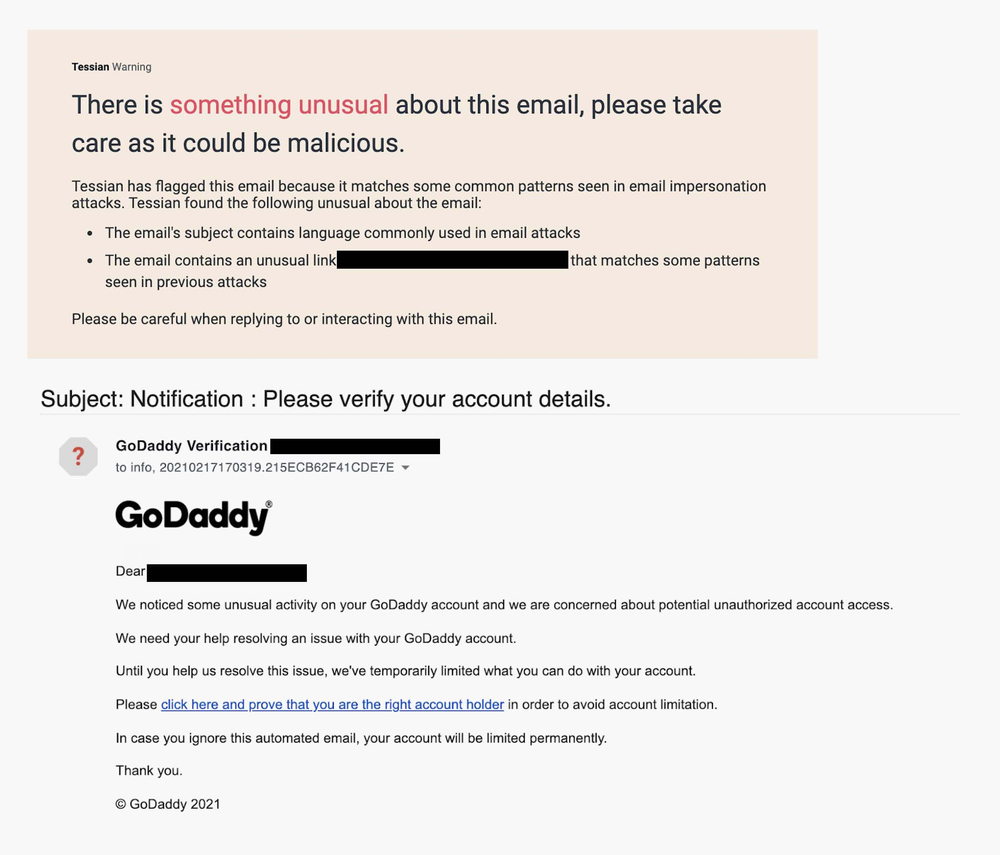 Tessian Warning
There is something unusual about this email, please take
care as it could be malicious.
Tessian has flagged this email because it matches some common patterns seen in email impersonation
attacks. Tessian found the following unusual about the email:
• The email's subject contains language commonly used in email attacks
• The email contains an unusual link that matches some patterns
seen in previous attacks
Please be careful when replying to or interacting with this email.
Subject: Notification : Please verify your account details.
?
GoDaddy Verification
to info, 20210217170319.215ECB62F41CDE7E
GoDaddy®
Dear
We noticed some unusual activity on your GoDaddy account and we are concerned about potential unauthorized account access.
We need your help resolving an issue with your GoDaddy account.
Until you help us resolve this issue, we've temporarily limited what you can do with your account.
Please click here and prove that you are the right account holder in order to avoid account limitation.
In case you ignore this automated email, your account will be limited permanently.
Thank you.
© GoDaddy 2021